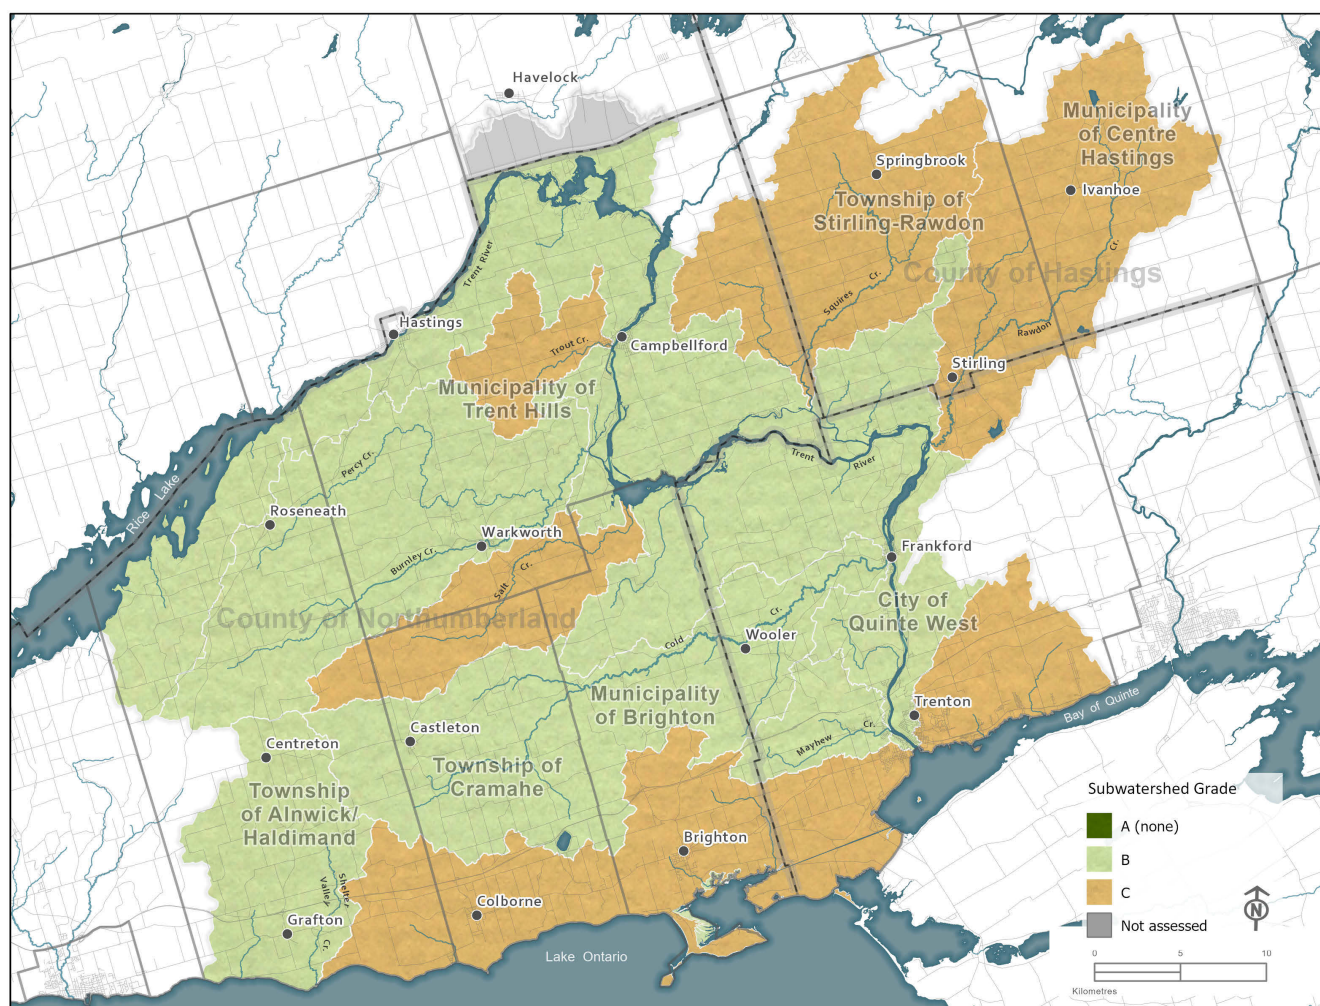 Havelock
Municipality
of Centre
Hastings
Springbrook
Ivanhoe
Township of
Stirling-Rawdon
Trent River
County of Hastings
Cr.
Squires
Cr.
Rawdon
Hastings
Trout Cr.
Campbellford
Stirling
Municipality of
Trent Hills
Percy Cr.
Trent
River
Rice Lake
Roseneath
Warkworth
Burnley Cr.
Salt
Cr.
Frankford
County of Northumberland
City of
Quinte West
Cold
Cr.
Wooler
Municipality
of Brighton
Trenton
Bay of Quinte
Castleton
Centreton
Mayhew
Cr.
Township of
Cramahe
Township
of Alnwick/
Haldimand
Brighton
Shelter
Valley
Cr.
Colborne
Grafton
Lake Ontario
Subwatershed Grade
A (none)
B
C
Not assessed
N
0 5 10
Kilometres